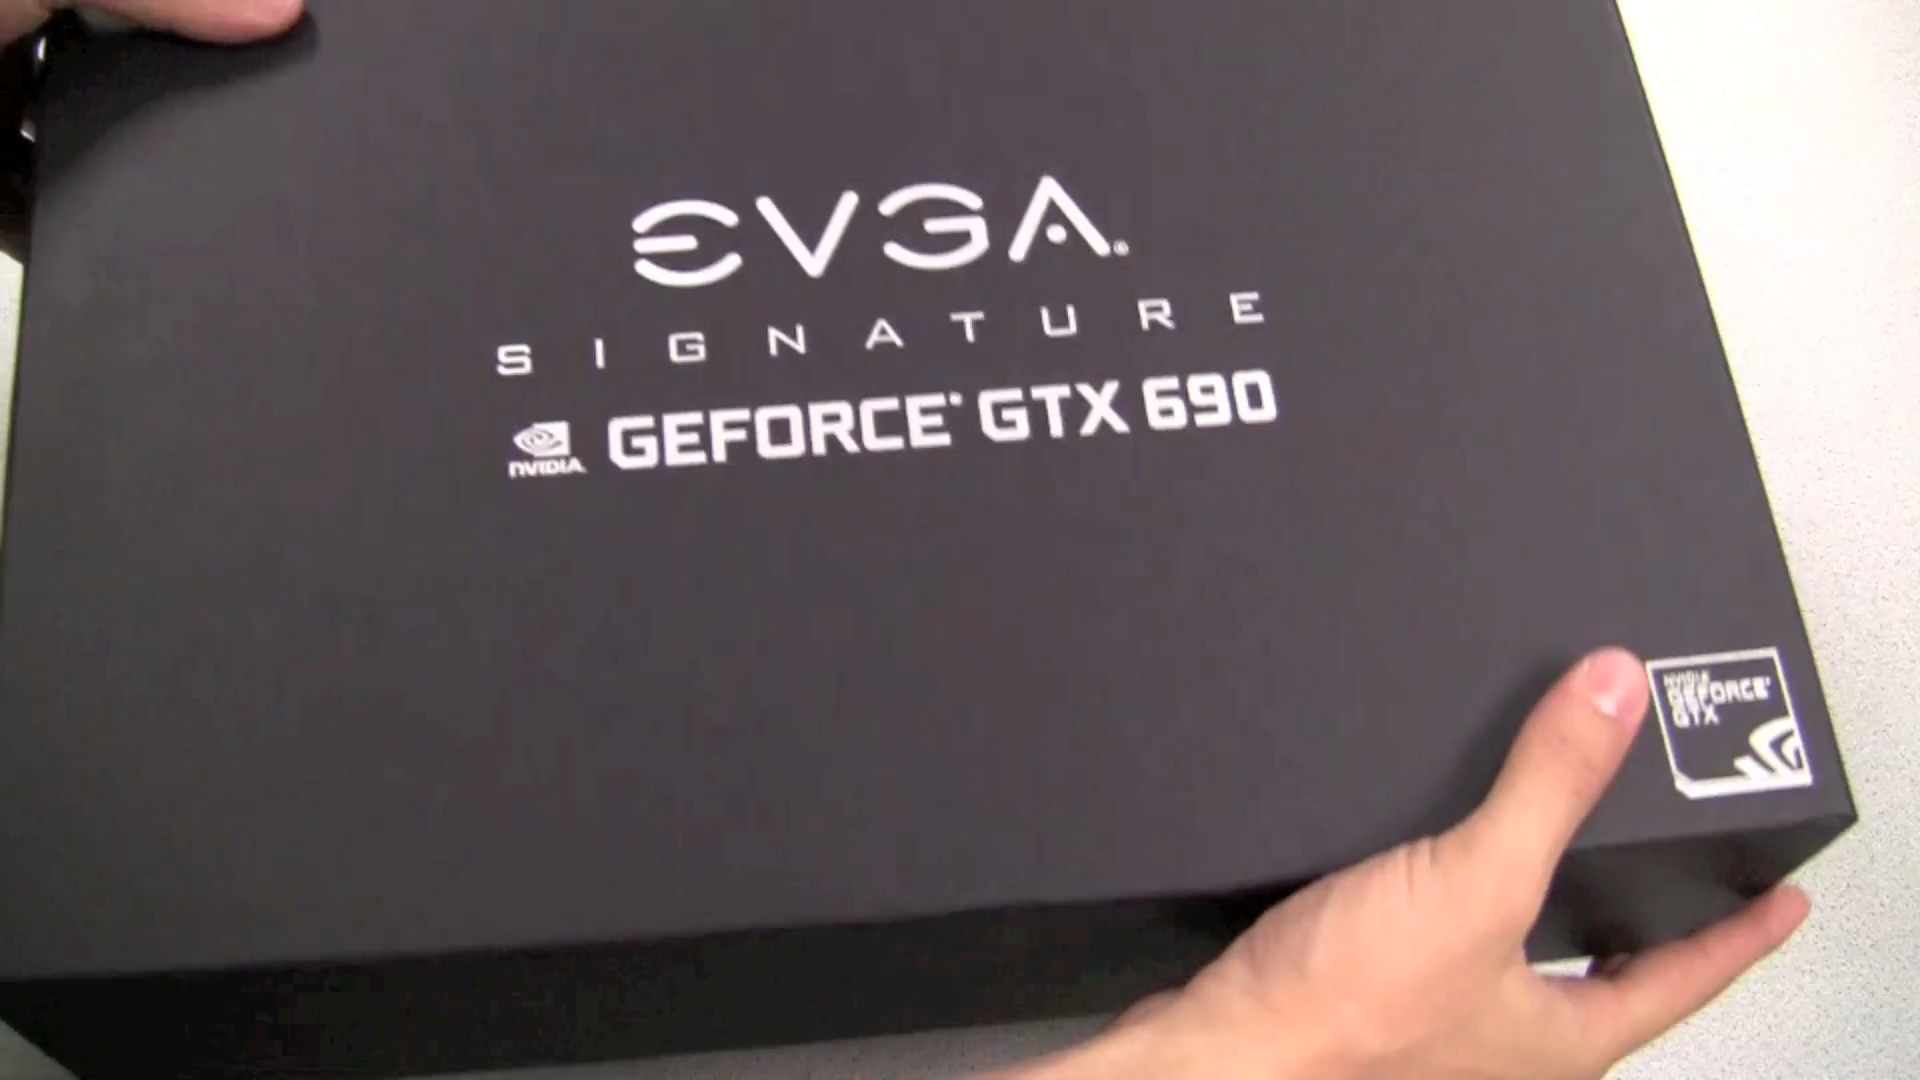 EVGA®
SIGNATURE
NVIDIA. GEFORCE® GTX 690
NVIDIA
GEFORCE®
GTX